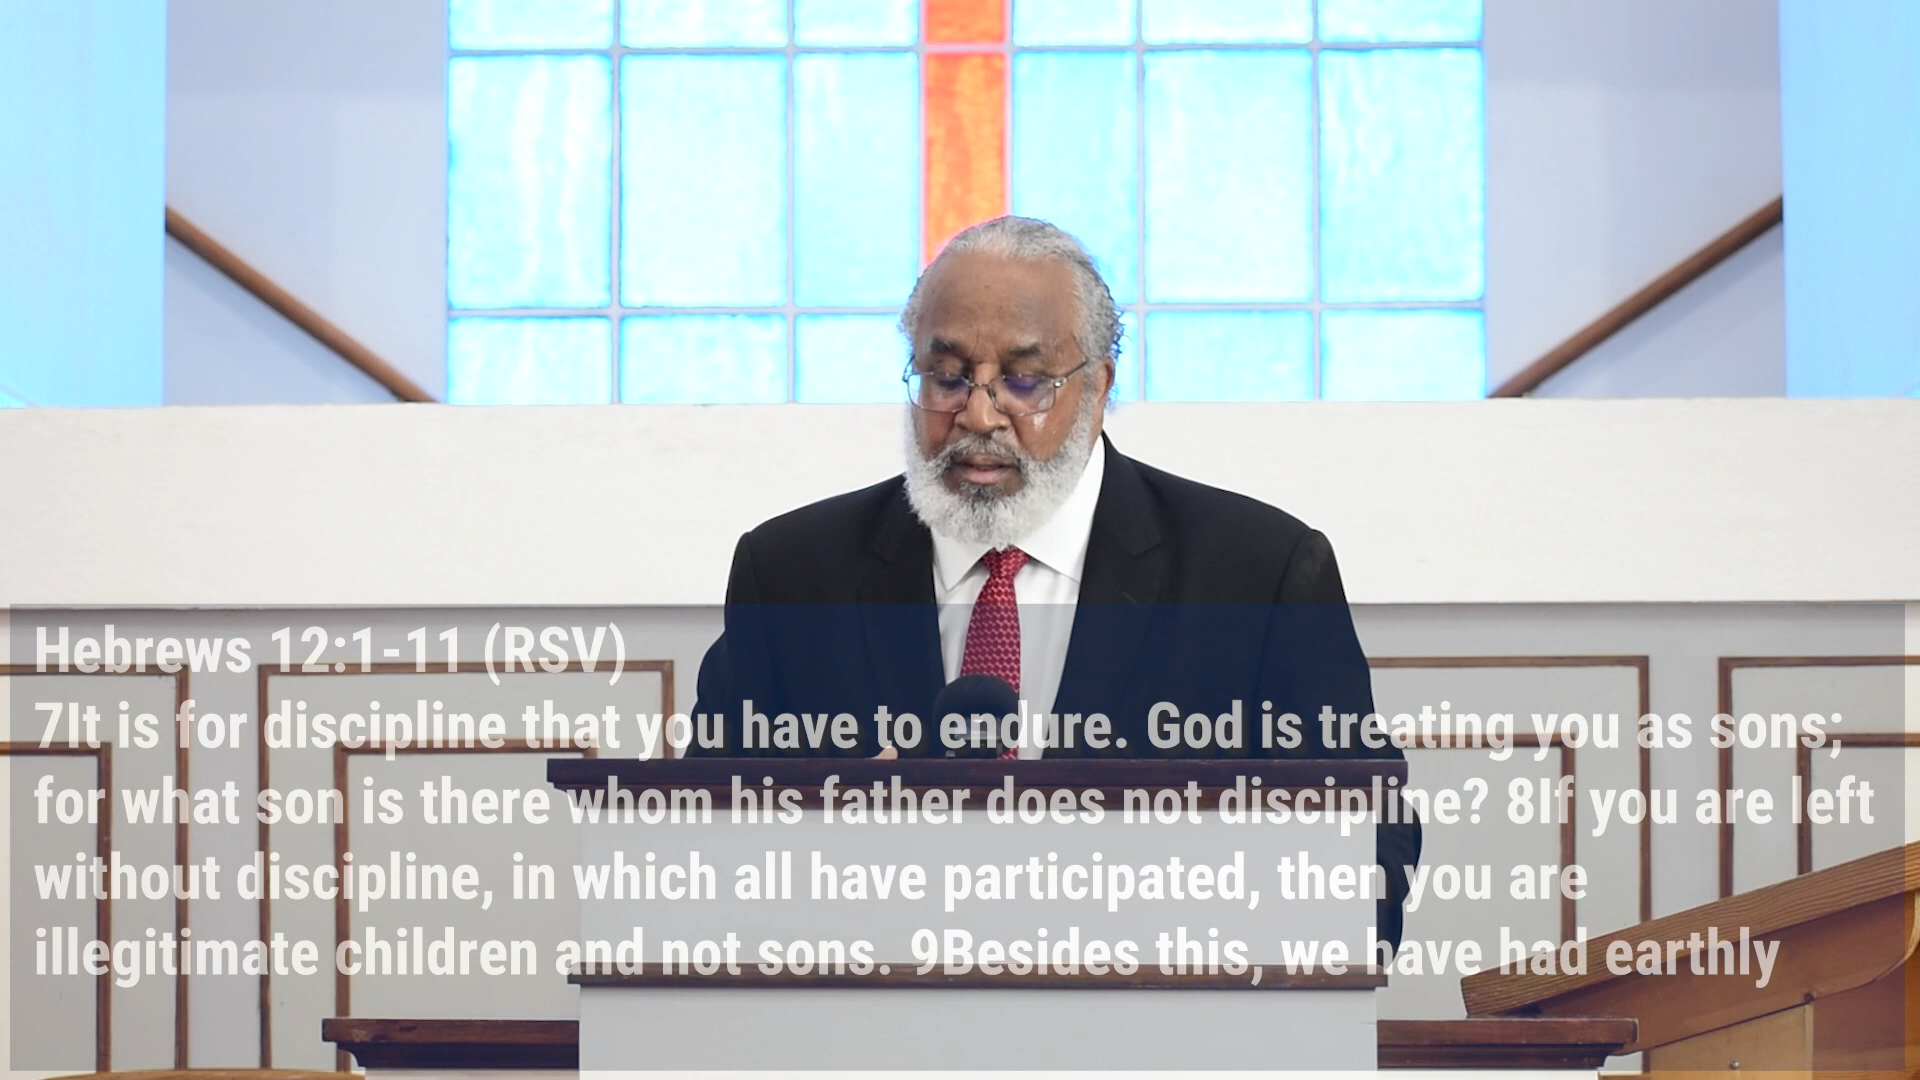 Hebrews 12:1-11 (RSV)
7It is for discipline that you have to endure. God is treating you as sons;
for what son is there whom his father does not discipline? 8If you are left
without discipline, in which all have participated, then you are
illegitimate children and not sons. 9Besides this, we have had earthly